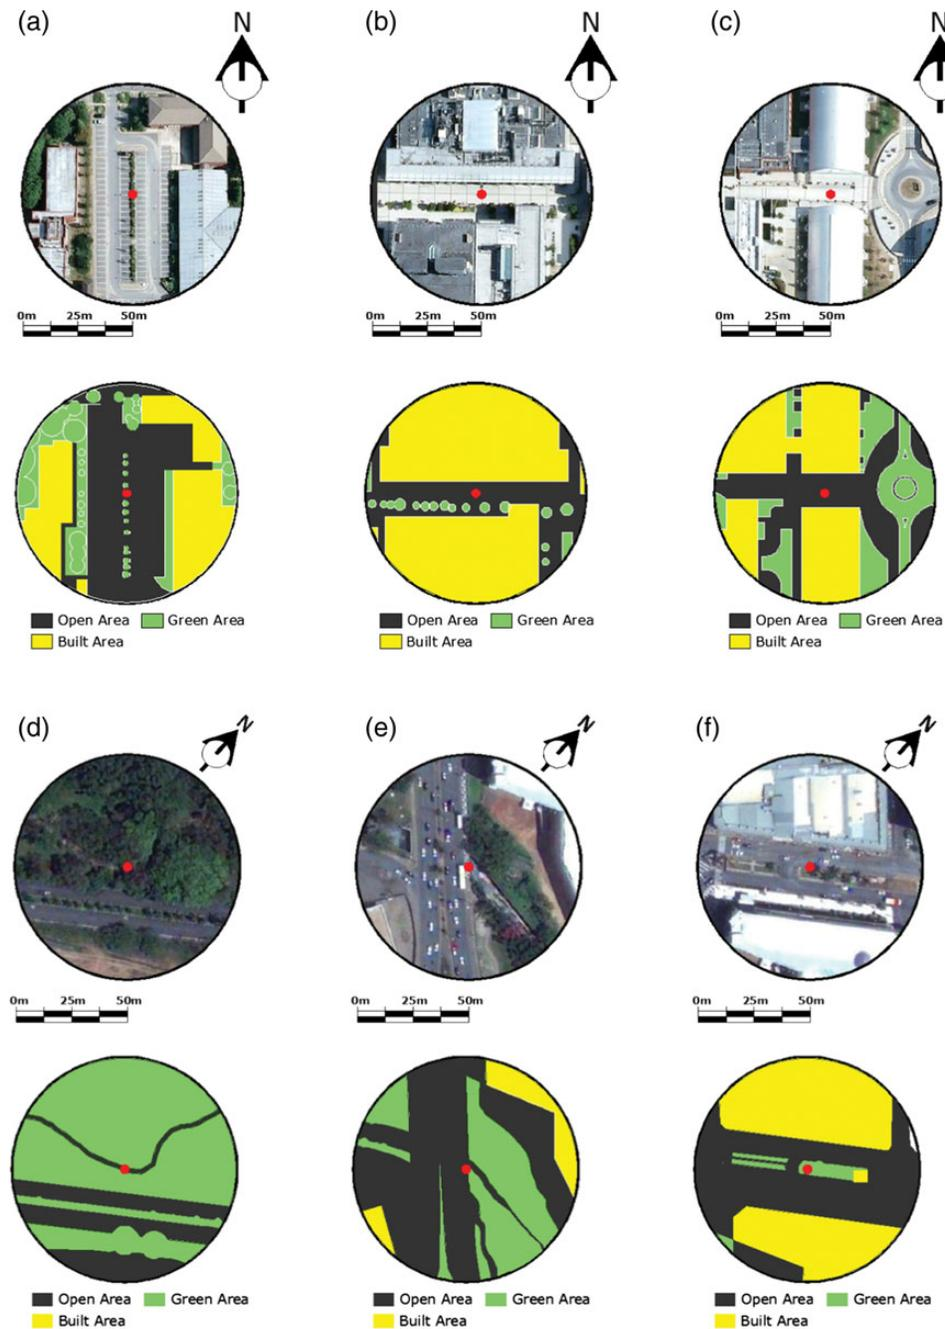 (a) (b) (c)
N N N
0m 25m 50m 0m 25m 50m 0m 25m 50m
Open Area Green Area Open Area Green Area Open Area Green Area
Built Area Built Area Built Area
(d) (e) (f)
N N N
0m 25m 50m 0m 25m 50m 0m 25m 50m
Open Area Green Area Open Area Green Area Open Area Green Area
Built Area Built Area Built Area